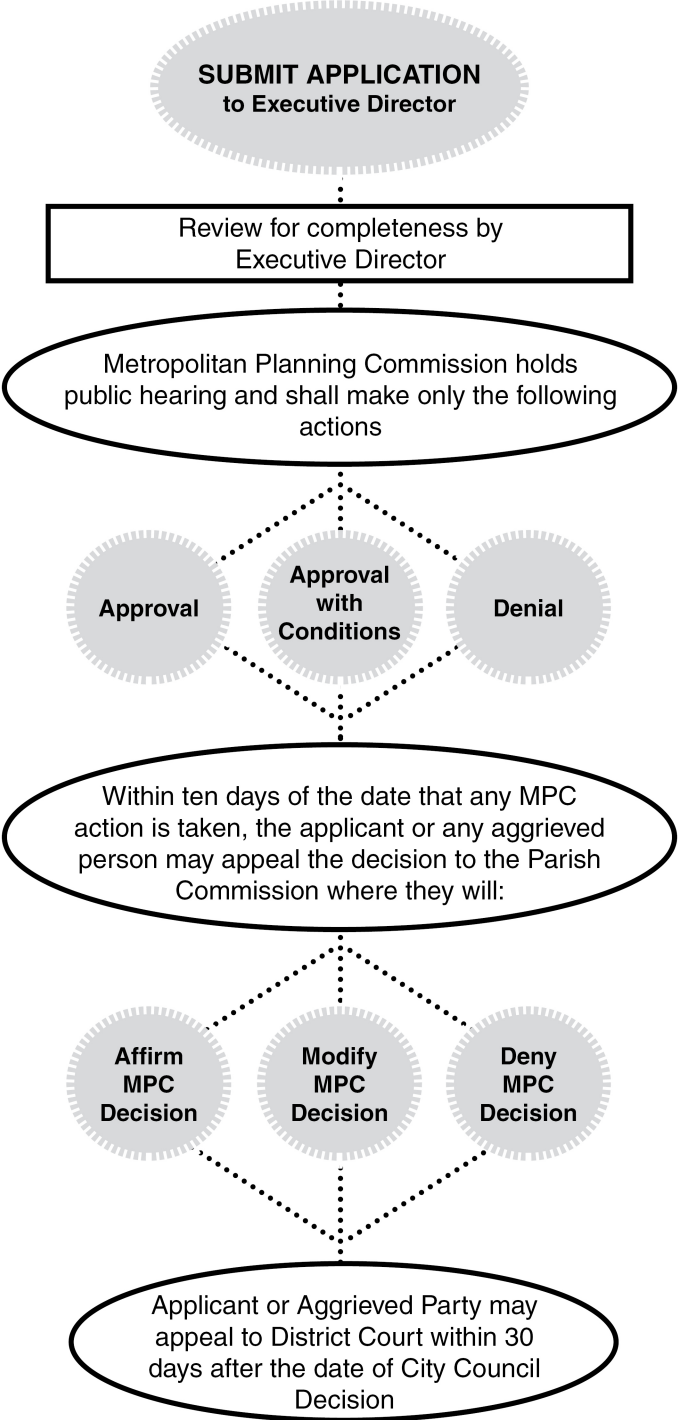 SUBMIT APPLICATION
to Executive Director
Review for completeness by
Executive Director
Metropolitan Planning Commission holds
public hearing and shall make only the following
actions
Approval
Approval
with
Conditions
Denial
Within ten days of the date that any MPC
action is taken, the applicant or any aggrieved
person may appeal the decision to the Parish
Commission where they will:
Affirm
MPC
Decision
Modify
MPC
Decision
Deny
MPC
Decision
Applicant or Aggrieved Party may
appeal to District Court within 30
days after the date of City Council
Decision